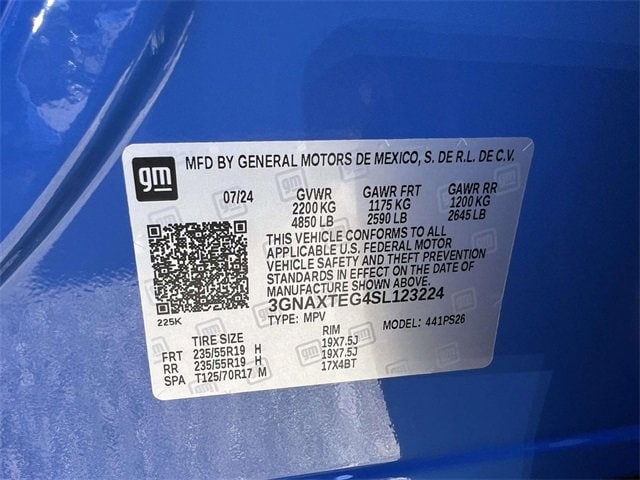 gm
MFD BY GENERAL MOTORS DE MEXICO, S. DE R.L. DE C.V.
07/24 GVWR GAWR FRT GAWR RR
2200 KG 1175 KG 1200 KG
4850 LB 2590 LB 2645 LB
THIS VEHICLE CONFORMS TO ALL
APPLICABLE U.S. FEDERAL MOTOR
VEHICLE SAFETY AND THEFT PREVENTION
STANDARDS IN EFFECT ON THE DATE OF
MANUFACTURE SHOWN ABOVE.
3GNAXTEG4SL123224
225K
TYPE: MPV MODEL: 441PS26
TIRE SIZE RIM
FRT 235/55R19 H 19X7.5J
RR 235/55R19 H 19X7.5J
SPA T125/70R17 M 17X4BT